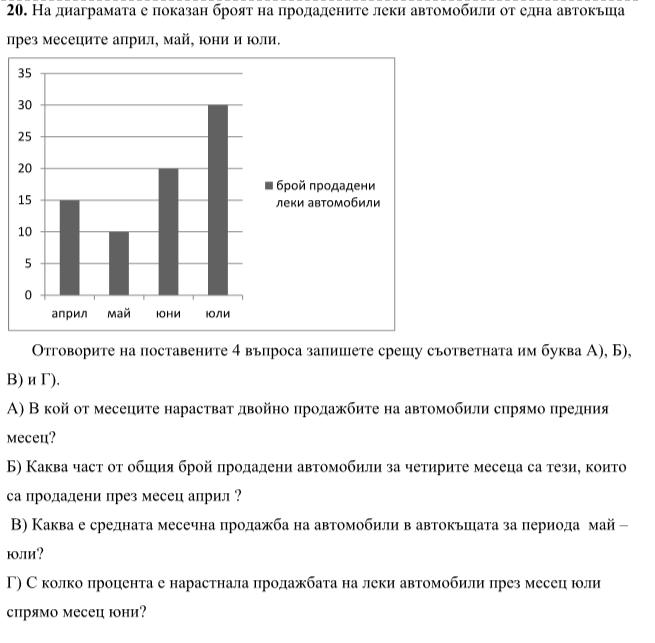 20. На диаграмата е показан броят на продадените леки автомобили от една автокъща
през месеците април, май, юни и юли.
35
30
25
20
15
10
5
0
април май юни юли
брой продадени
леки автомобили
Отговорите на поставените 4 въпроса запишете срещу съответната им буква А), Б),
В) и Г).
А) В кой от месеците нарастват двойно продажбите на автомобили спрямо предния
месец?
Б) Каква част от общия брой продадени автомобили за четирите месеца са тези, които
са продадени през месец април ?
В) Каква е средната месечна продажба на автомобили в автокъщата за периода май –
юли?
Г) С колко процента е нарастнала продажбата на леки автомобили през месец юли
спрямо месец юни?